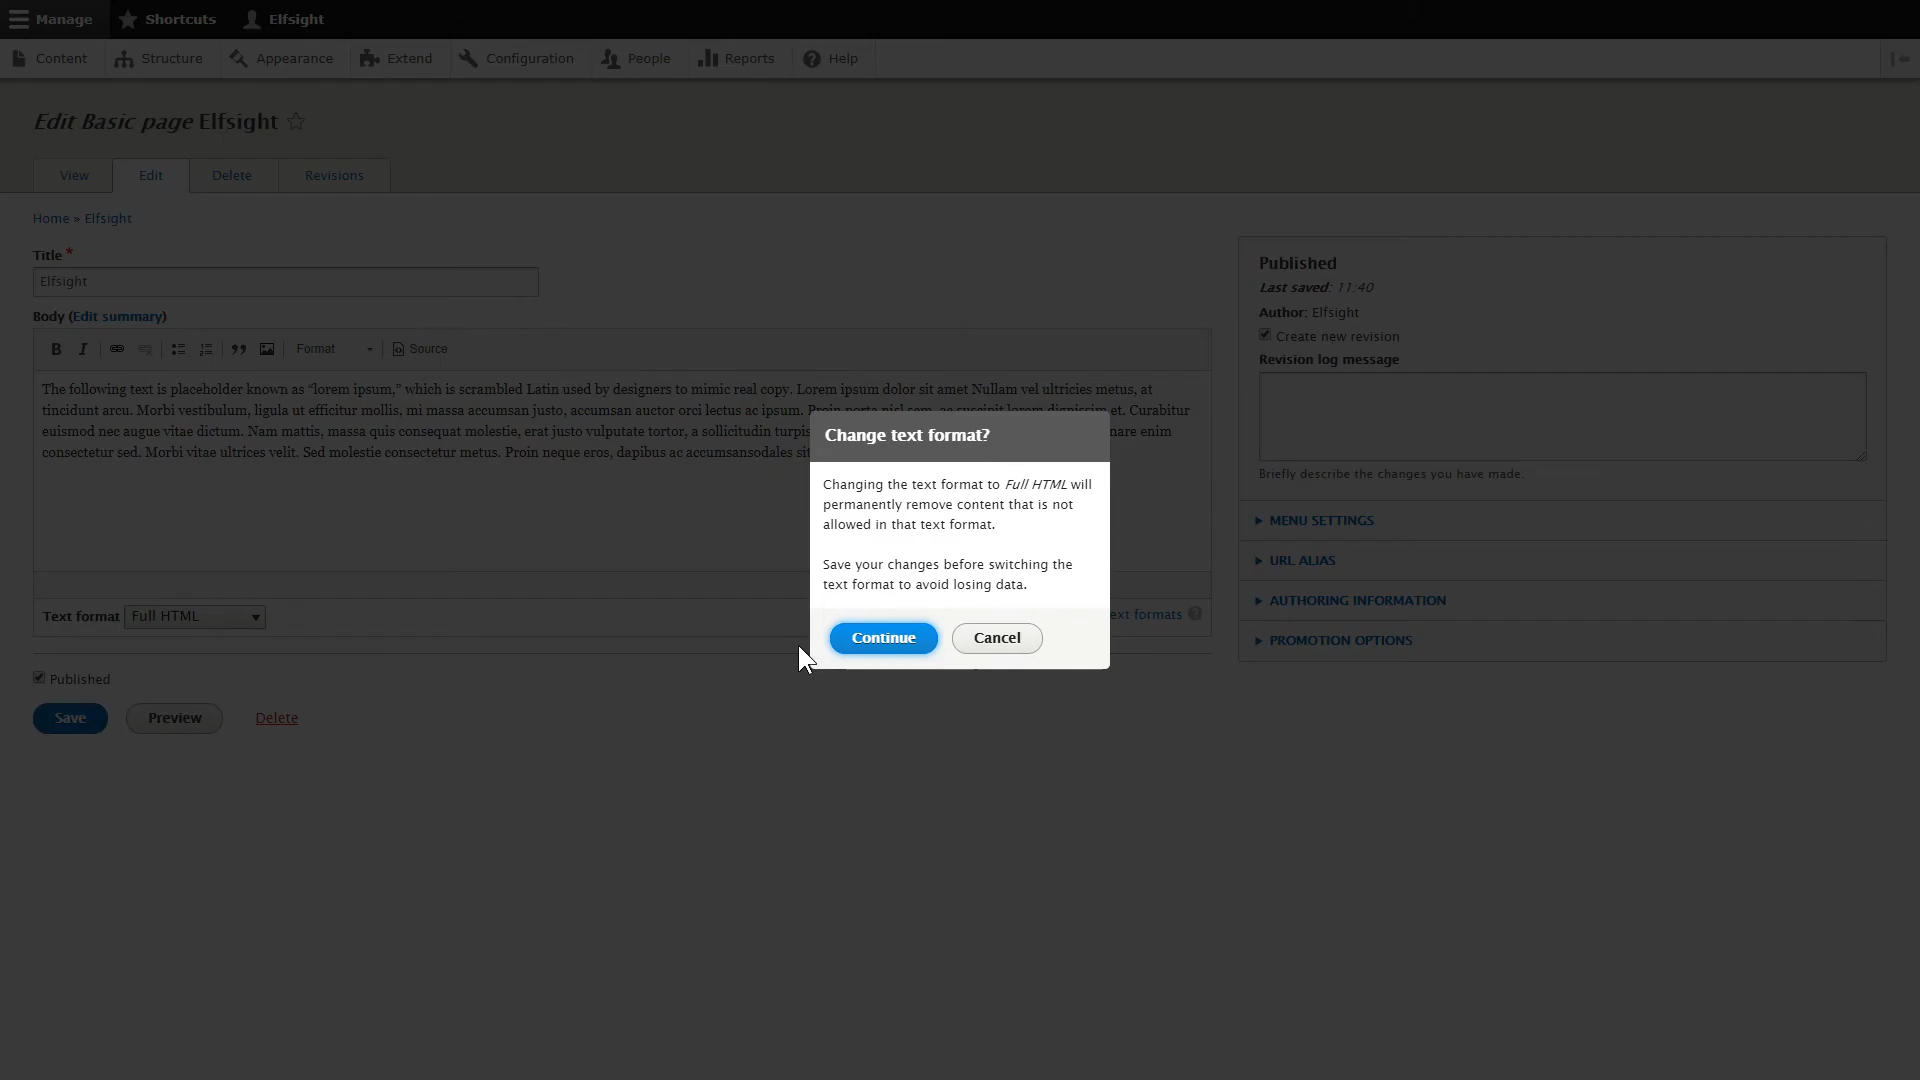 Manage Shortcuts Elfsight
Content Structure Appearance Extend Configuration People Reports Help
Edit Basic page Elfsight
View Edit Delete Revisions
Home » Elfsight
Title *
Elfsight
Body (Edit summary)
B I Format Source
The following text is placeholder known as “lorem ipsum,” which is scrambled Latin used by designers to mimic real copy. Lorem ipsum dolor sit amet Nullam vel ultricies metus, at
tincidunt arcu. Morbi vestibulum, ligula ut efficitur mollis, mi massa accumsan justo, accumsan auctor orci lectus ac ipsum. Proin porta nisl sem, ac suscipit lorem dignissim et. Curabitur
euismod nec augue vitae dictum. Nam mattis, massa quis consequat molestie, erat justo vulputate tortor, a sollicitudin turpis enim
consectetur sed. Morbi vitae ultrices velit. Sed molestie consectetur metus. Proin neque eros, dapibus ac accumsansodales
Text format Full HTML
text formats ?
Published
Save Preview Delete
Change text format?
Changing the text format to Full HTML will
permanently remove content that is not
allowed in that text format.
Save your changes before switching the
text format to avoid losing data.
Continue Cancel
Published
Last saved: 11:40
Author: Elfsight
Create new revision
Revision log message
Briefly describe the changes you have made.
MENU SETTINGS
URL ALIAS
AUTHORING INFORMATION
PROMOTION OPTIONS